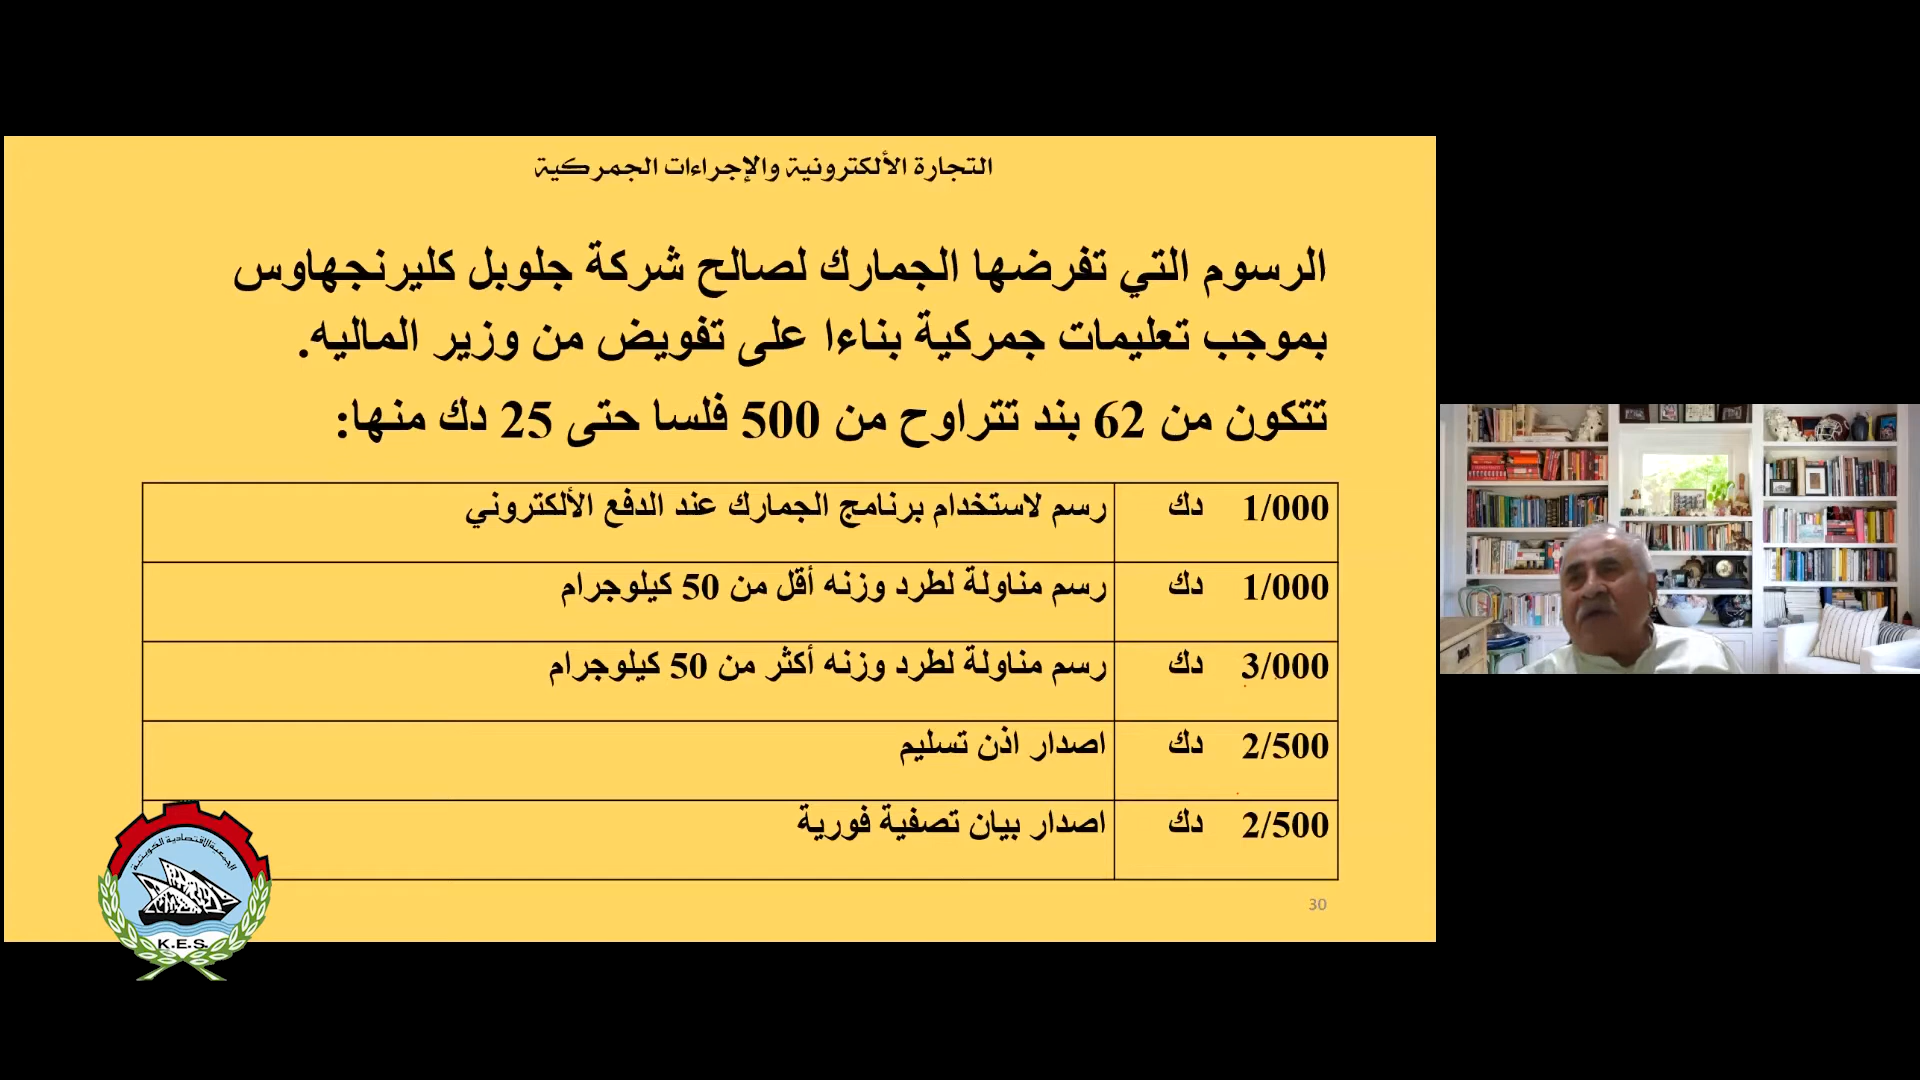 التجارة الألكترونية والإجراءات الجمركية
الرسوم التي تفرضها الجمارك لصالح شركة جلوبل كليرنجهاوس
بموجب تعليمات جمركية بناءا على تفويض من وزير الماليه.
تتكون من 62 بند تتراوح من 500 فلسا حتى 25 دك منها:
1/000 دك رسم لاستخدام برنامج الجمارك عند الدفع الألكتروني
1/000 دك رسم مناولة لطرد وزنه أقل من 50 كيلوجرام
3/000 دك رسم مناولة لطرد وزنه أكثر من 50 كيلوجرام
2/500 دك اصدار اذن تسليم
2/500 دك اصدار بيان تصفية فورية
الجمعية الاقتصادية الكويتية
K.E.S.
30